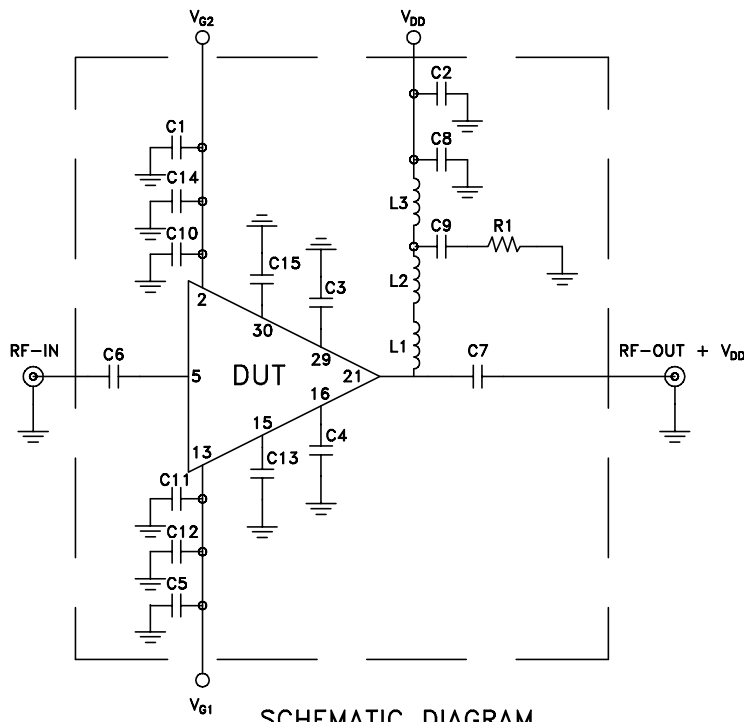 VG2
VDD
C2
C1
C8
C14
L3
C9
R1
C10
C15
C3
L2
2
30
29
L1
RF-IN
C6
5
DUT
21
C7
RF-OUT + VDD
16
15
13
C4
C13
C11
C12
C5
VG1
SCHEMATIC DIAGRAM